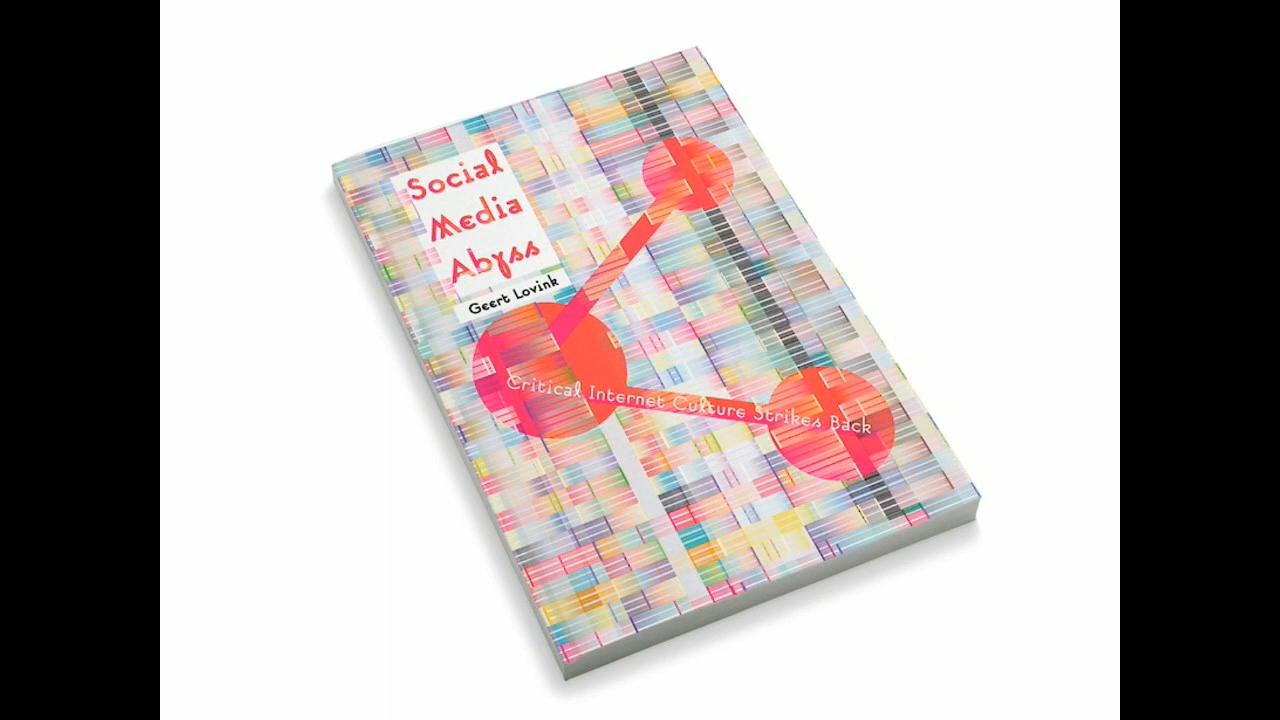 Social
Media
Abyss
Geert Lovink
Critical Internet Culture Strikes Back